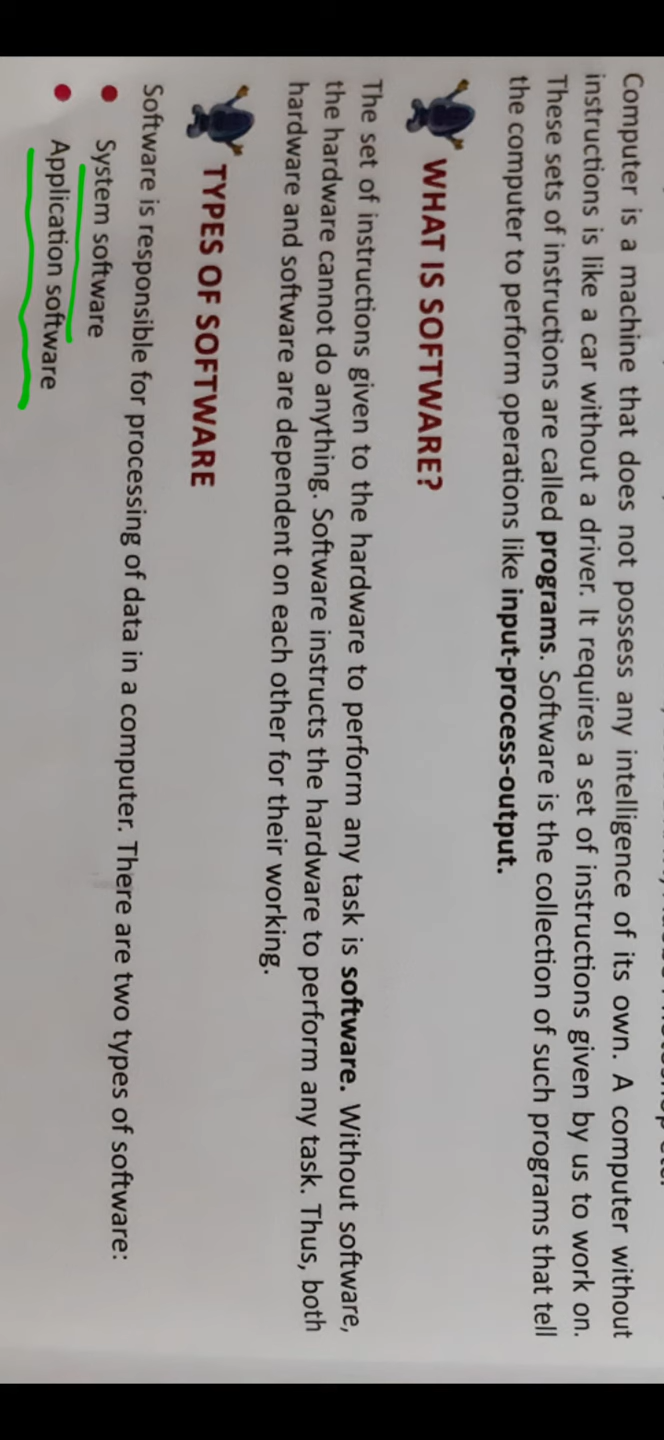 Computer is a machine that does not possess any intelligence of its own. A computer without
instructions is like a car without a driver. It requires a set of instructions given by us to work on.
These sets of instructions are called programs. Software is the collection of such programs that tell
the computer to perform operations like input-process-output.
WHAT IS SOFTWARE?
The set of instructions given to the hardware to perform any task is software. Without software,
the hardware cannot do anything. Software instructs the hardware to perform any task. Thus, both
hardware and software are dependent on each other for their working.
TYPES OF SOFTWARE
Software is responsible for processing of data in a computer. There are two types of software:
• System software
• Application software